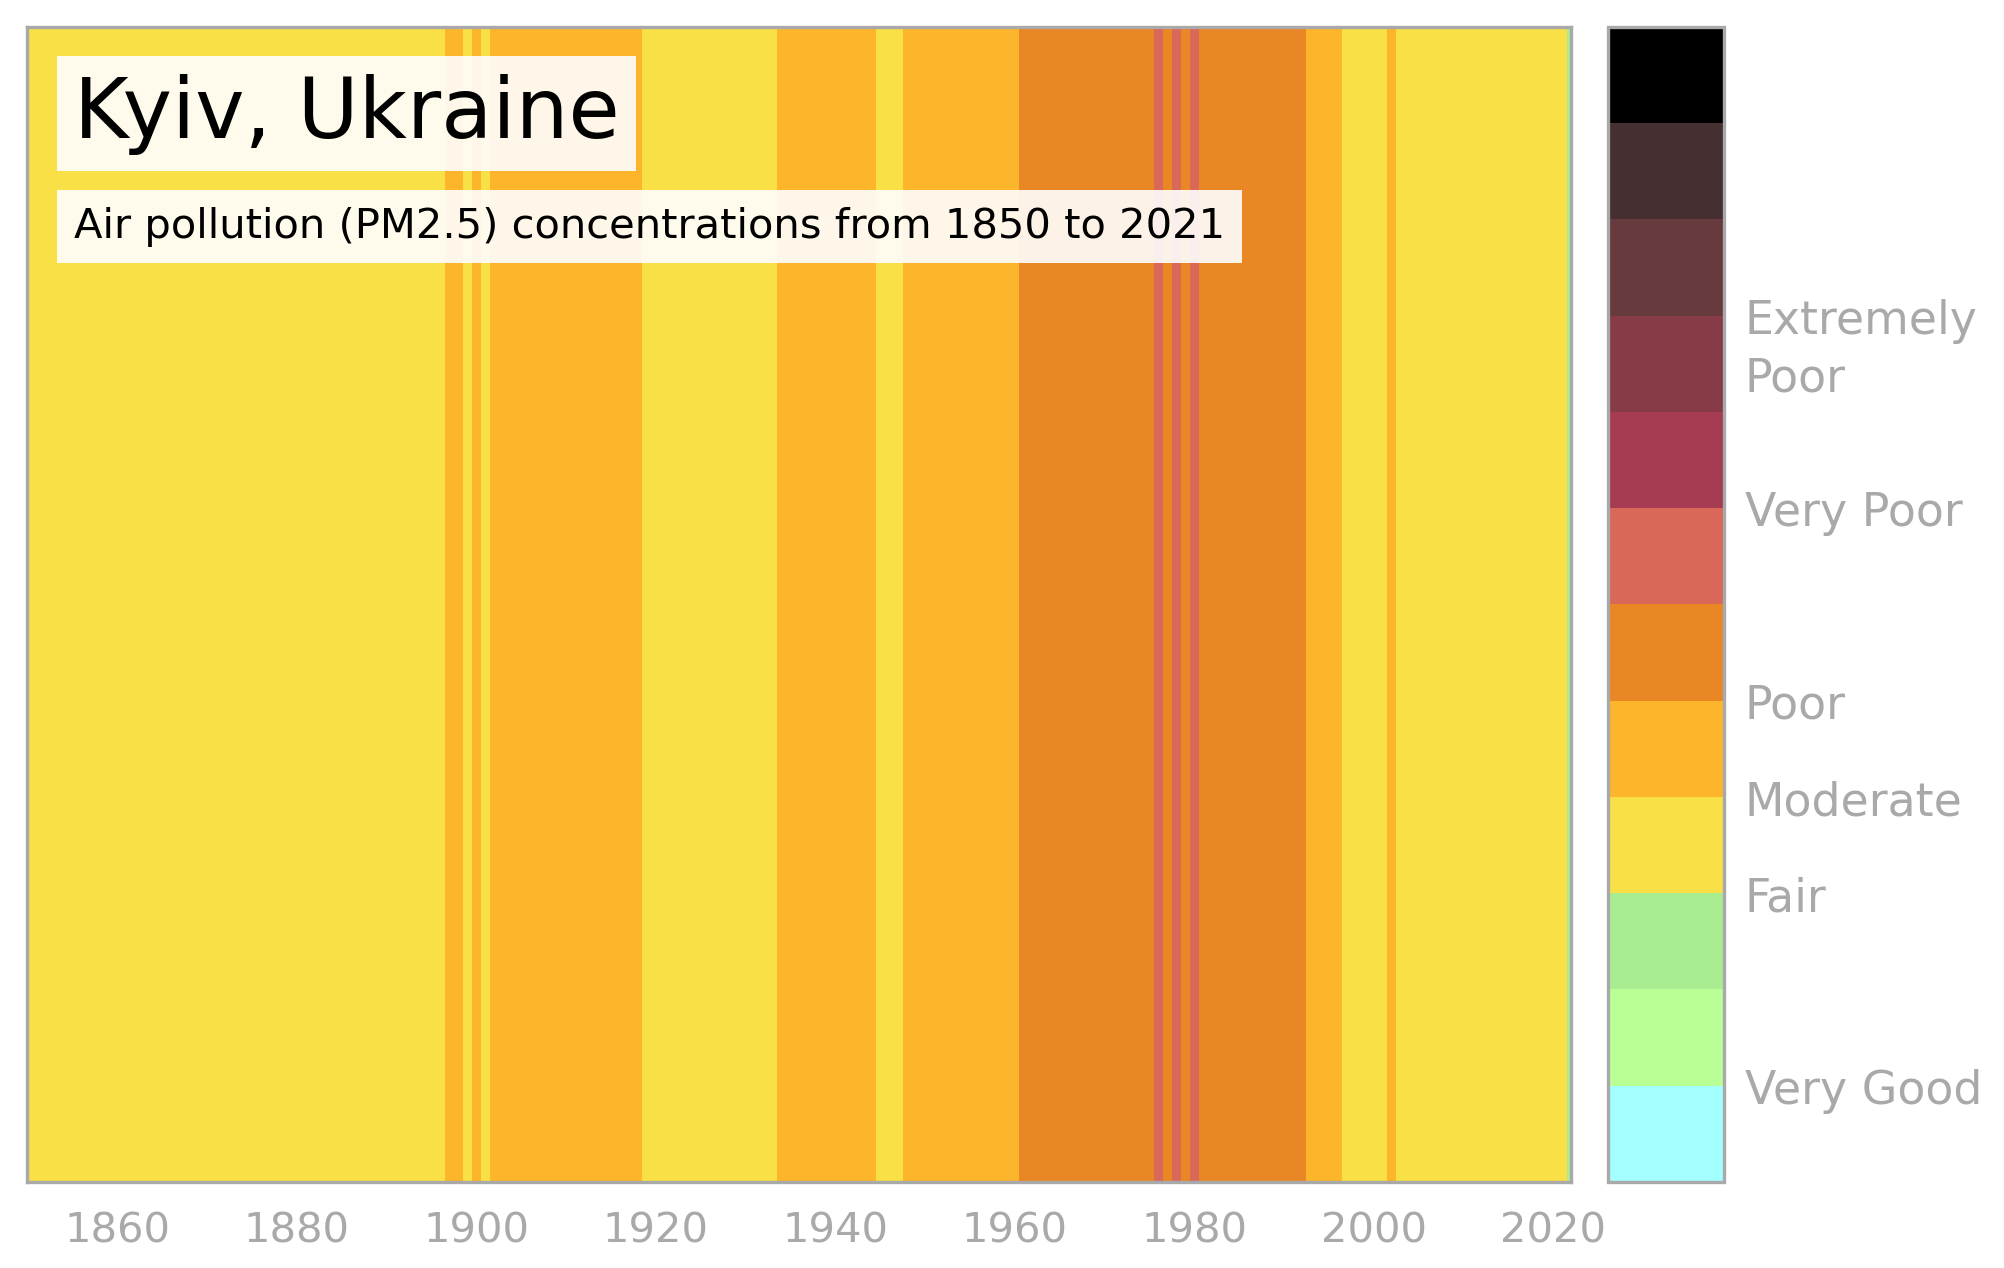 Kyiv, Ukraine
Air pollution (PM2.5) concentrations from 1850 to 2021
Extremely
Poor
Very Poor
Poor
Moderate
Fair
Very Good
1860 1880 1900 1920 1940 1960 1980 2000 2020